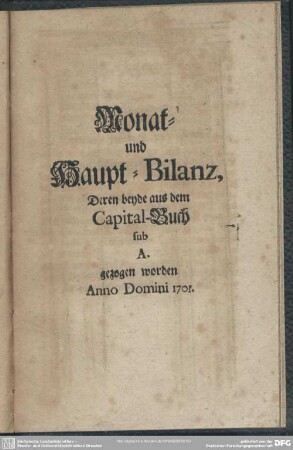 Monat-
und
Haupt-Bilanz,
Deren beyde aus dem
Capital-Buch
sub
A.
gezogen worden
Anno Domini 1701.